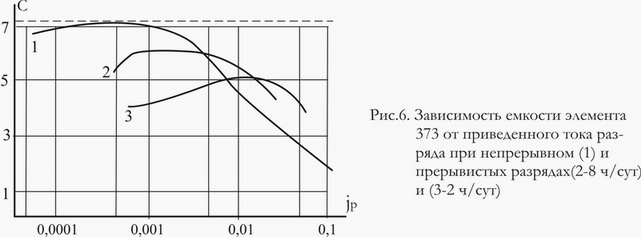 C
7
5
3
1
1
2
3
0,0001 0,001 0,01 0,1 jp
Рис.6. Зависимость емкости элемента
373 от приведенного тока раз-
ряда при непрерывном (1) и
прерывистых разрядах(2-8 ч/сут)
и (3-2 ч/сут)